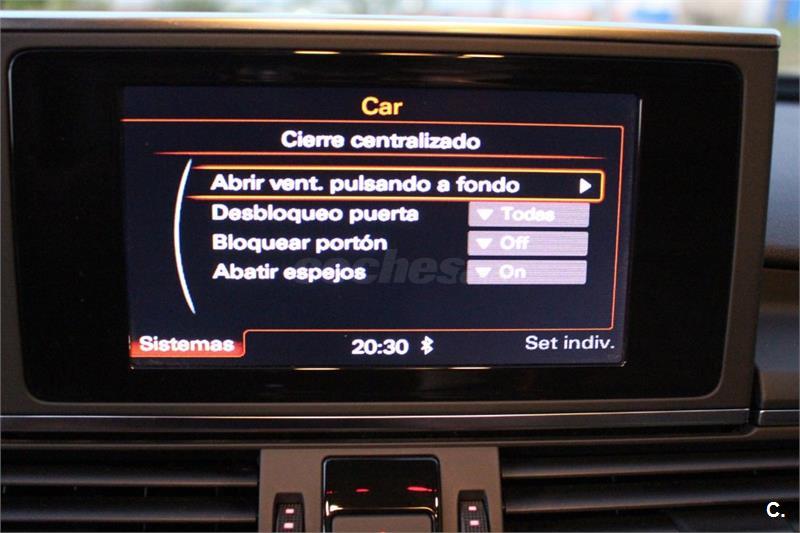 Car
Cierre centralizado
Abrir vent. pulsando a fondo
Desbloqueo puerta Todas
Bloquear portón Off
Abatir espejos On
Sistemas 20:30 Set indiv.
C.